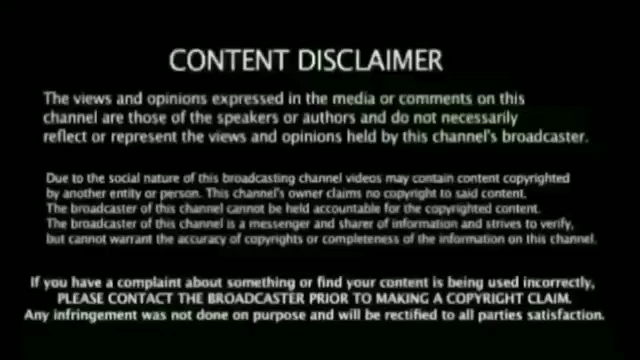 CONTENT DISCLAIMER
The views and opinions expressed in the media or comments on this
channel are those of the speakers or authors and do not necessarily
reflect or represent the views and opinions held by this channel's broadcaster.
Due to the social nature of this broadcasting channel videos may contain content copyrighted
by another entity or person. This channel's owner claims no copyright to said content.
The broadcaster of this channel cannot be held accountable for the copyrighted content.
The broadcaster of this channel is a messenger and sharer of information and strives to verify,
but cannot warrant the accuracy of copyrights or completeness of the information on this channel.
If you have a complaint about something or find your content is being used incorrectly,
PLEASE CONTACT THE BROADCASTER PRIOR TO MAKING A COPYRIGHT CLAIM.
Any infringement was not done on purpose and will be rectified to all parties satisfaction.